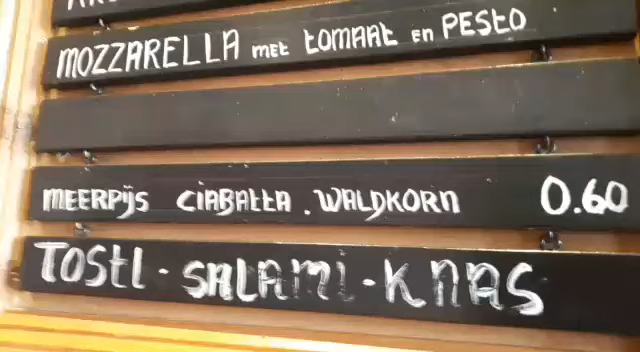 MOZZARELLA MET tOMAAt EN PESTO
MEERPIJS CIABAttA . WALDKORN 0.60
TOSTI - SALAMI - KAAS